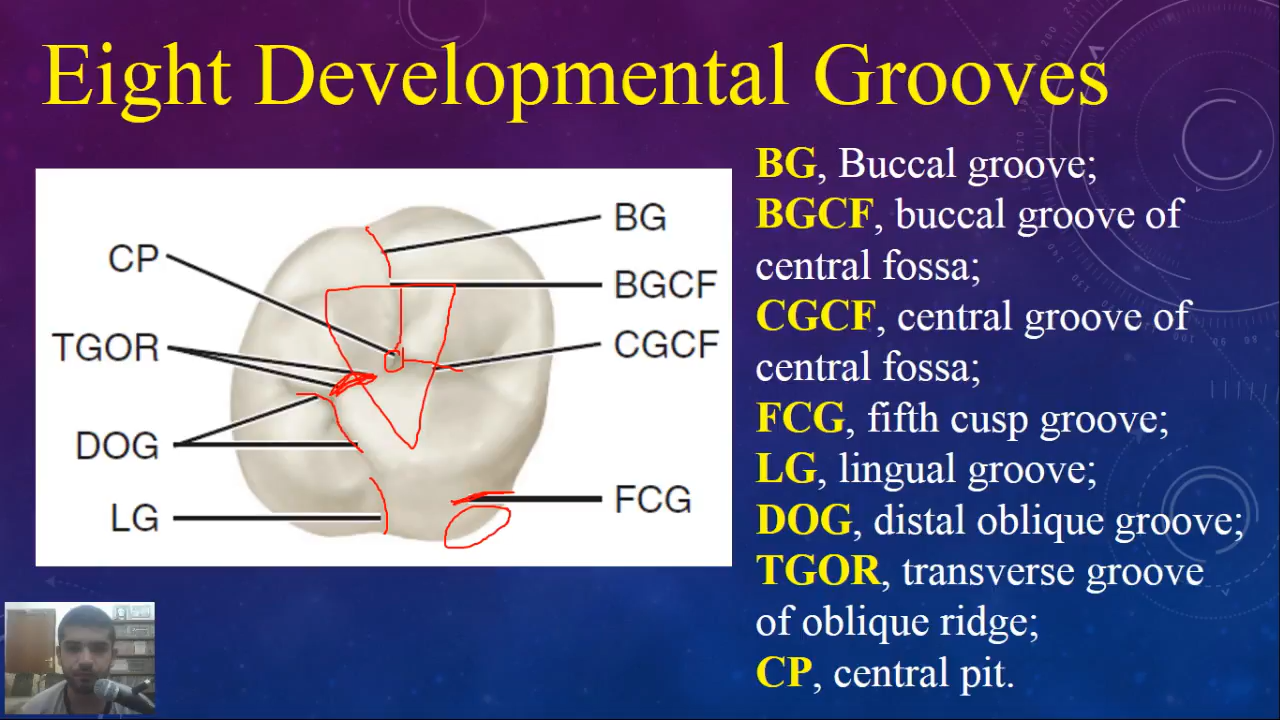 Eight Developmental Grooves
CP
TGOR
DOG
LG
BG
BGCF
CGCF
FCG
BG, Buccal groove;
BGCF, buccal groove of
central fossa;
CGCF, central groove of
central fossa;
FCG, fifth cusp groove;
LG, lingual groove;
DOG, distal oblique groove;
TGOR, transverse groove
of oblique ridge;
CP, central pit.